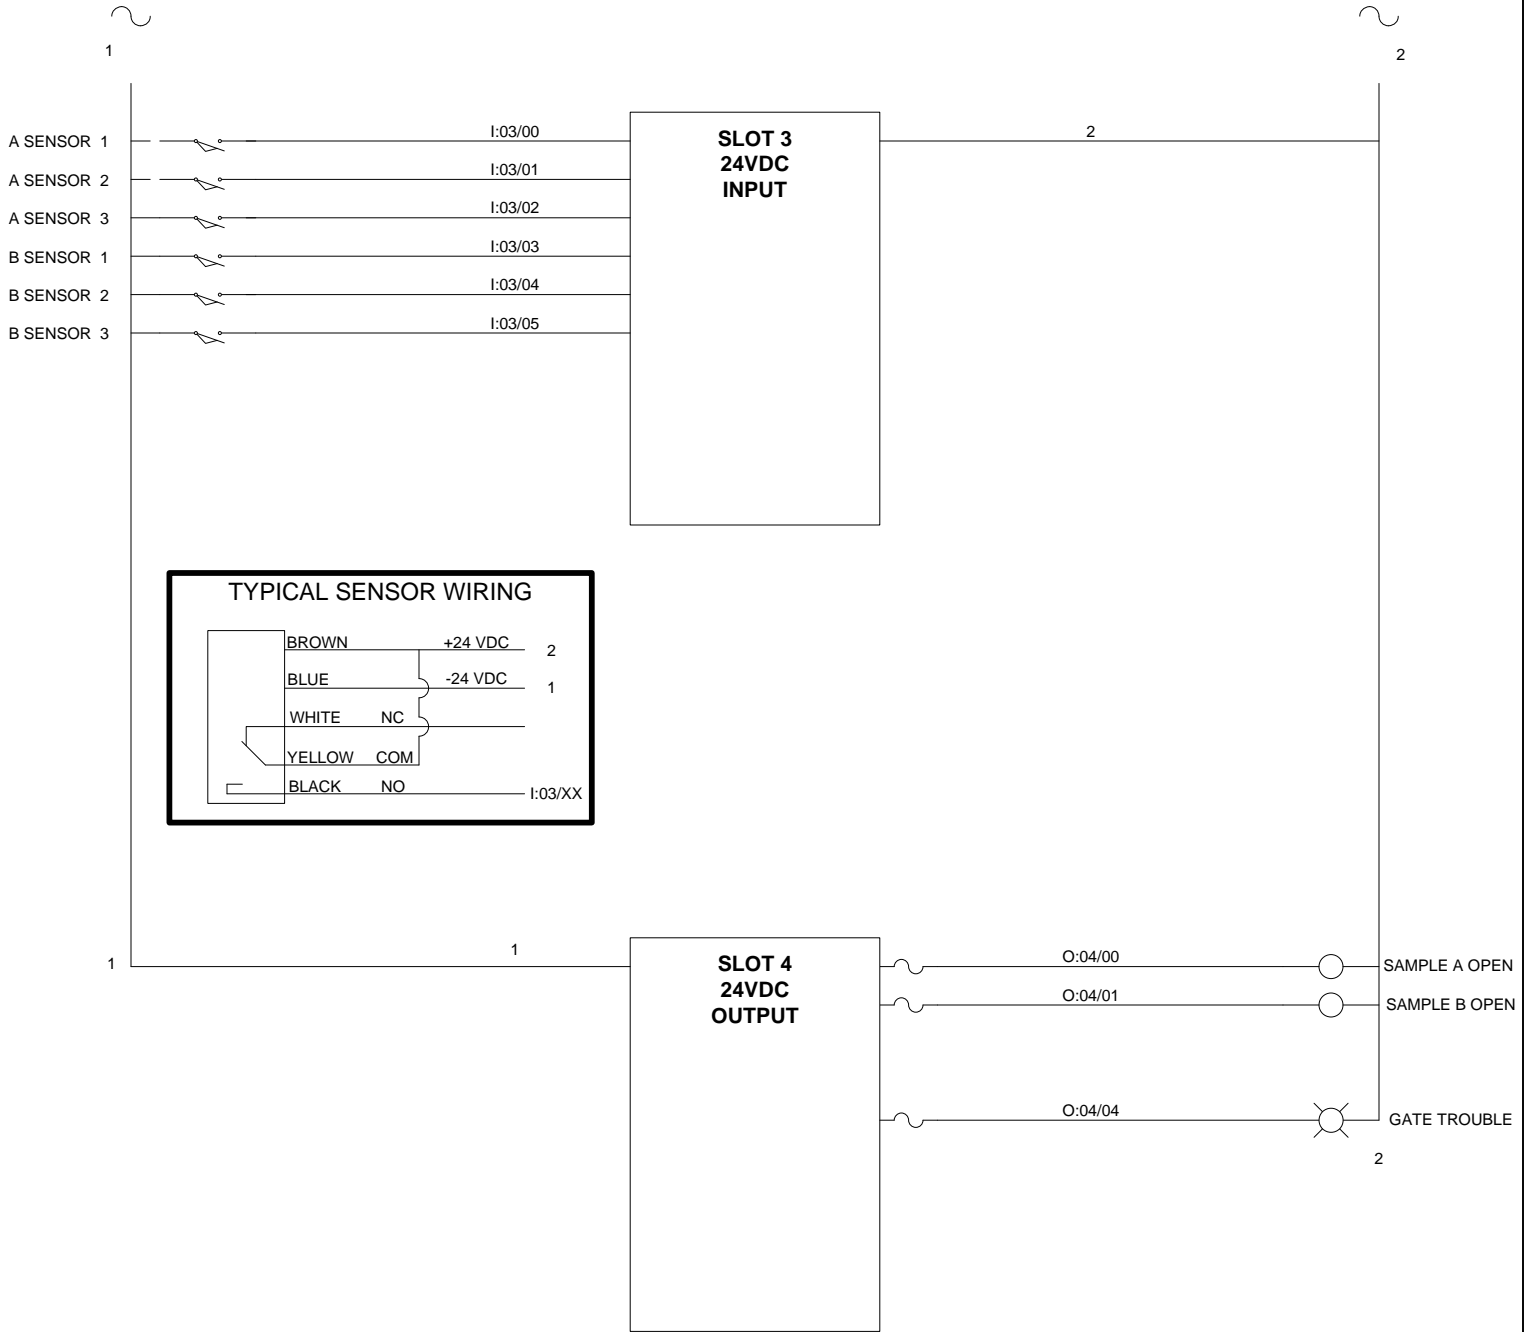 1
2
A SENSOR 1
I:03/00
SLOT 3
24VDC
INPUT
2
A SENSOR 2
I:03/01
A SENSOR 3
I:03/02
B SENSOR 1
I:03/03
B SENSOR 2
I:03/04
B SENSOR 3
I:03/05
TYPICAL SENSOR WIRING
BROWN +24 VDC 2
BLUE -24 VDC 1
WHITE NC
YELLOW COM
BLACK NO I:03/XX
1
1
SLOT 4
24VDC
OUTPUT
O:04/00
SAMPLE A OPEN
O:04/01
SAMPLE B OPEN
O:04/04
GATE TROUBLE
2